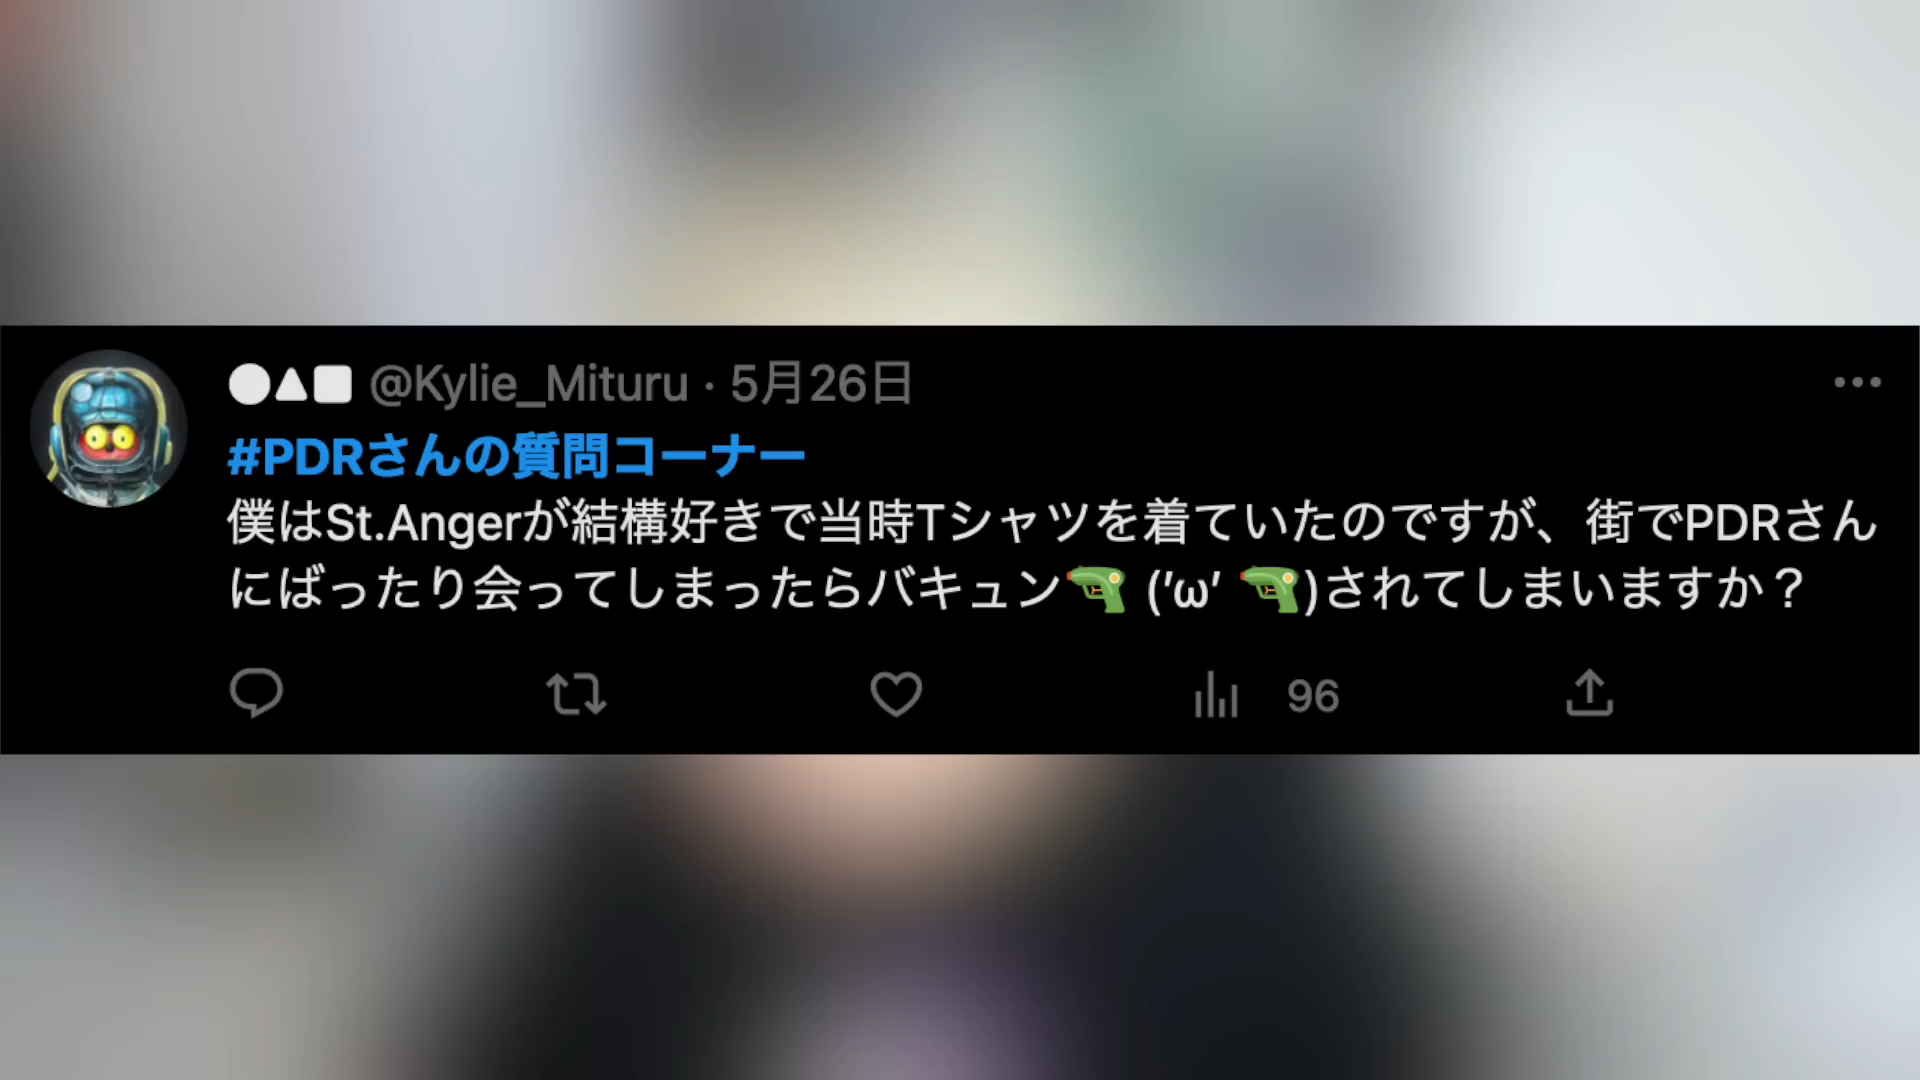 ●▲■ @Kylie_Mituru · 5月26日
#PDRさんの質問コーナー
僕はSt.Angerが結構好きで当時Tシャツを着ていたのですが、街でPDRさん
にばったり会ってしまったらバキュン🔫 (′ω′ 🔫)されてしまいますか？
96